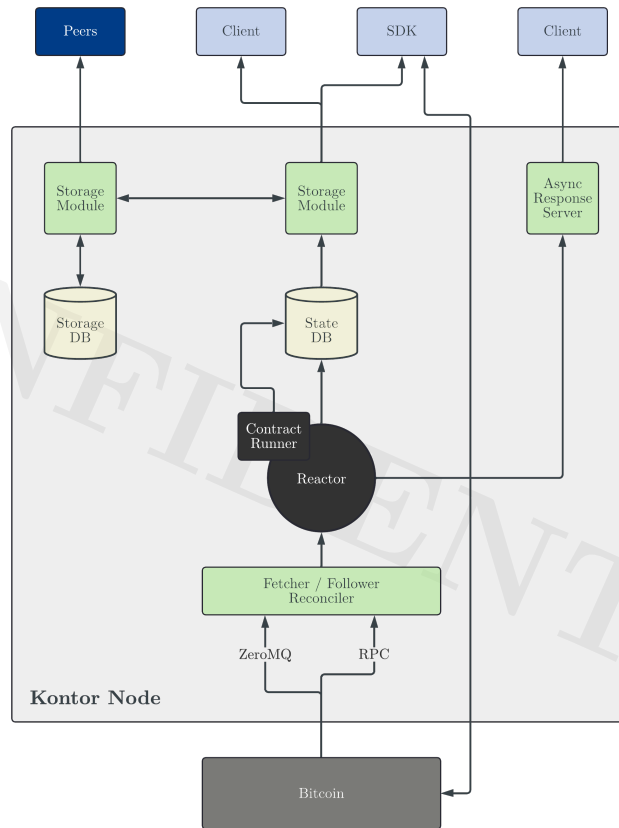 Peers
Client
SDK
Client
Storage
Module
Storage
Module
Async
Response
Server
Storage
DB
State
DB
Contract
Runner
Reactor
Fetcher / Follower
Reconciler
ZeroMQ
RPC
Kontor Node
Bitcoin
NFIDENT